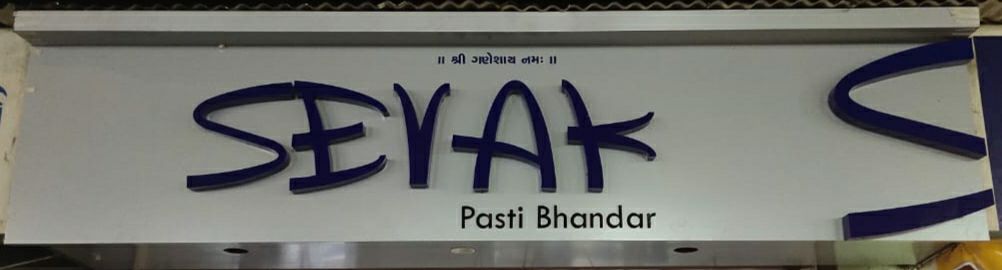 ॥ શ્રી ગણેશાય નમઃ ॥
SEVAK
Pasti Bhandar